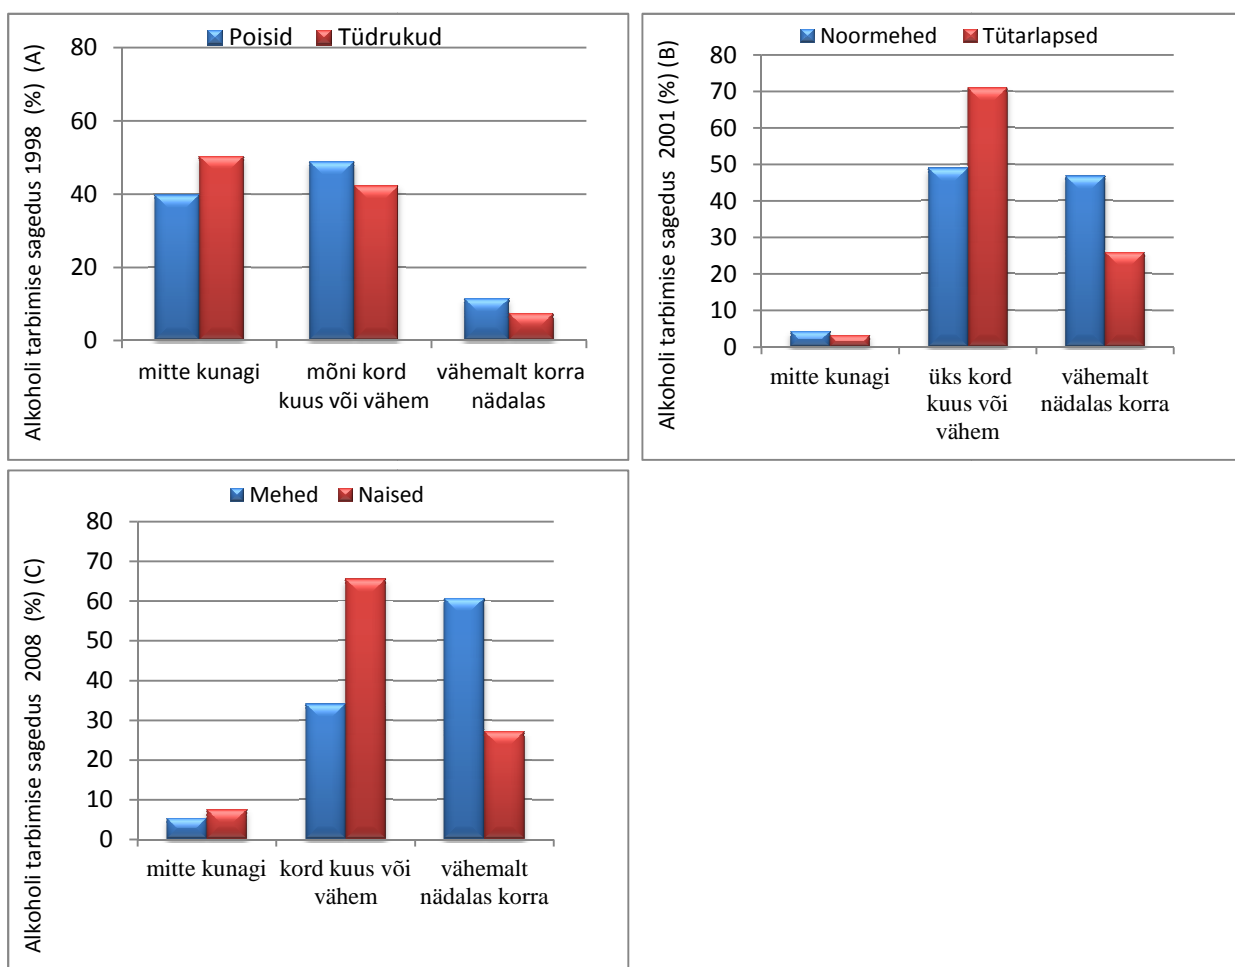 Alkoholi tarbimise sagedus 1998 (%) (A)
Poisid Tüdrukud
80
60
40
20
0
mitte kunagi
mõni kord
kuus või vähem
vähemalt korra
nädalas
Alkoholi tarbimise sagedus 2001 (%) (B)
Noormehed Tütarlapsed
80
70
60
50
40
30
20
10
0
mitte kunagi
üks kord
kuus või
vähem
vähemalt
nädalas korra
Alkoholi tarbimise sagedus 2008 (%) (C)
Mehed Naised
80
70
60
50
40
30
20
10
0
mitte kunagi
kord kuus või
vähem
vähemalt
nädalas korra